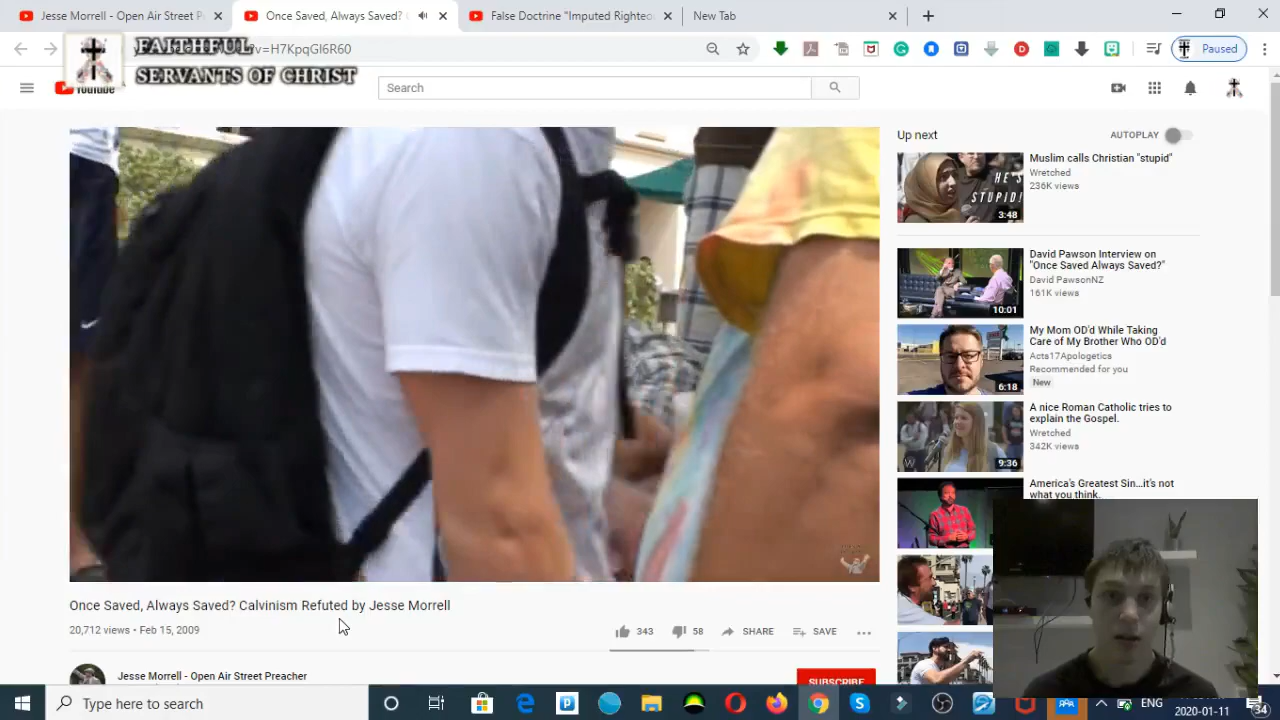 Jesse Morrell - Open Air Street P
Once Saved, Always Saved?
False Doctrine "Imputed Righte
New Tab
FAITHFUL
SERVANTS OF CHRIST
v=H7KpqGl6R60
Paused
YouTube
Search
Up next
AUTOPLAY
Muslim calls Christian "stupid"
Wretched
236K views
HE'S
STUPID!
3:48
David Pawson Interview on
"Once Saved Always Saved?"
David PawsonNZ
161K views
10:01
My Mom OD'd While Taking
Care of My Brother Who OD'd
Acts17Apologetics
Recommended for you
New
6:18
A nice Roman Catholic tries to
explain the Gospel.
Wretched
342K views
9:36
America's Greatest Sin...it's not
what you think.
Once Saved, Always Saved? Calvinism Refuted by Jesse Morrell
20,712 views • Feb 15, 2009
343
58
SHARE
SAVE
Jesse Morrell - Open Air Street Preacher
SUBSCRIBE
Type here to search
ENG
2020-01-11
34